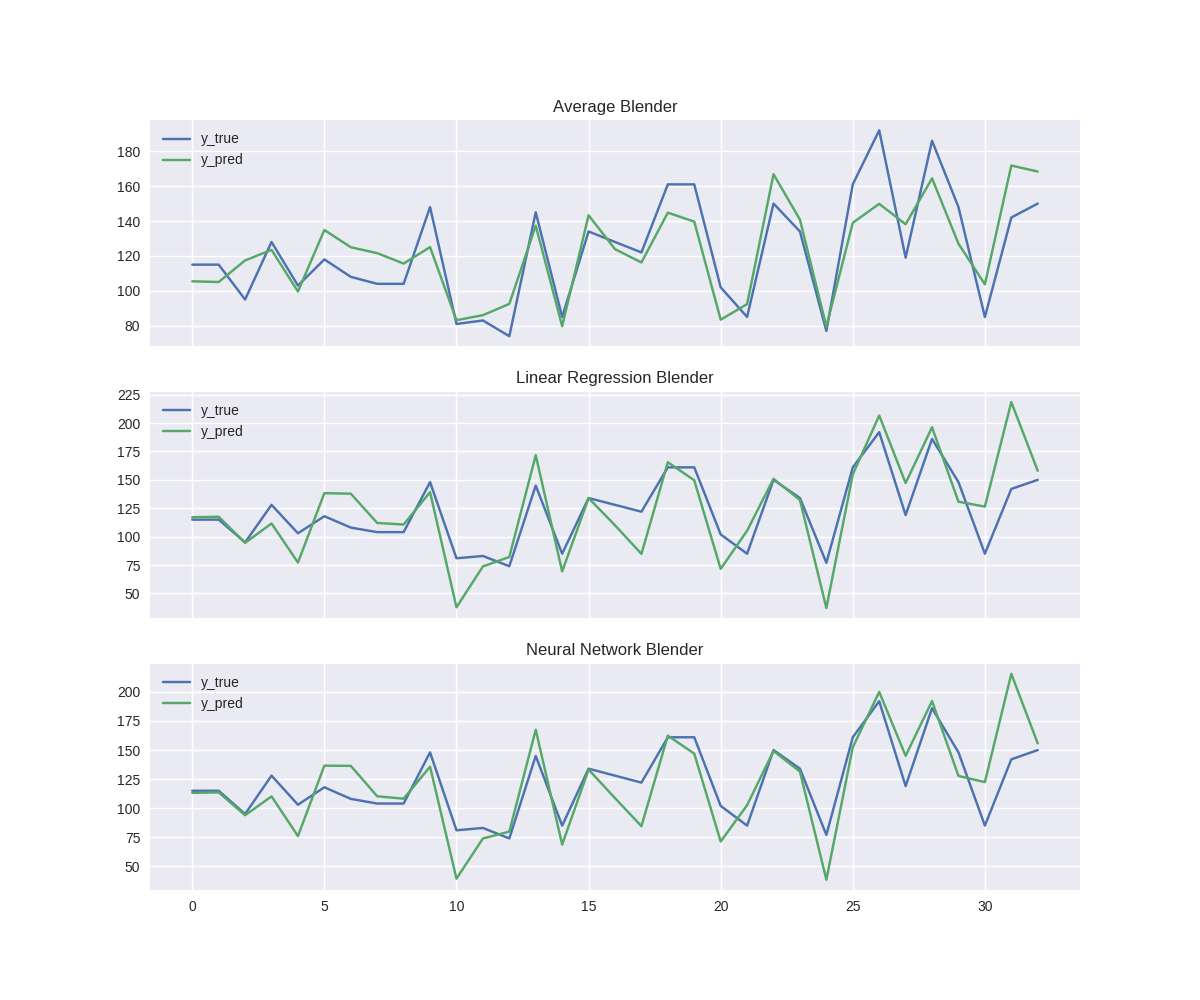 Average Blender
y_true
y_pred
180
160
140
120
100
80
Linear Regression Blender
y_true
y_pred
225
200
175
150
125
100
75
50
Neural Network Blender
y_true
y_pred
200
175
150
125
100
75
50
0 5 10 15 20 25 30